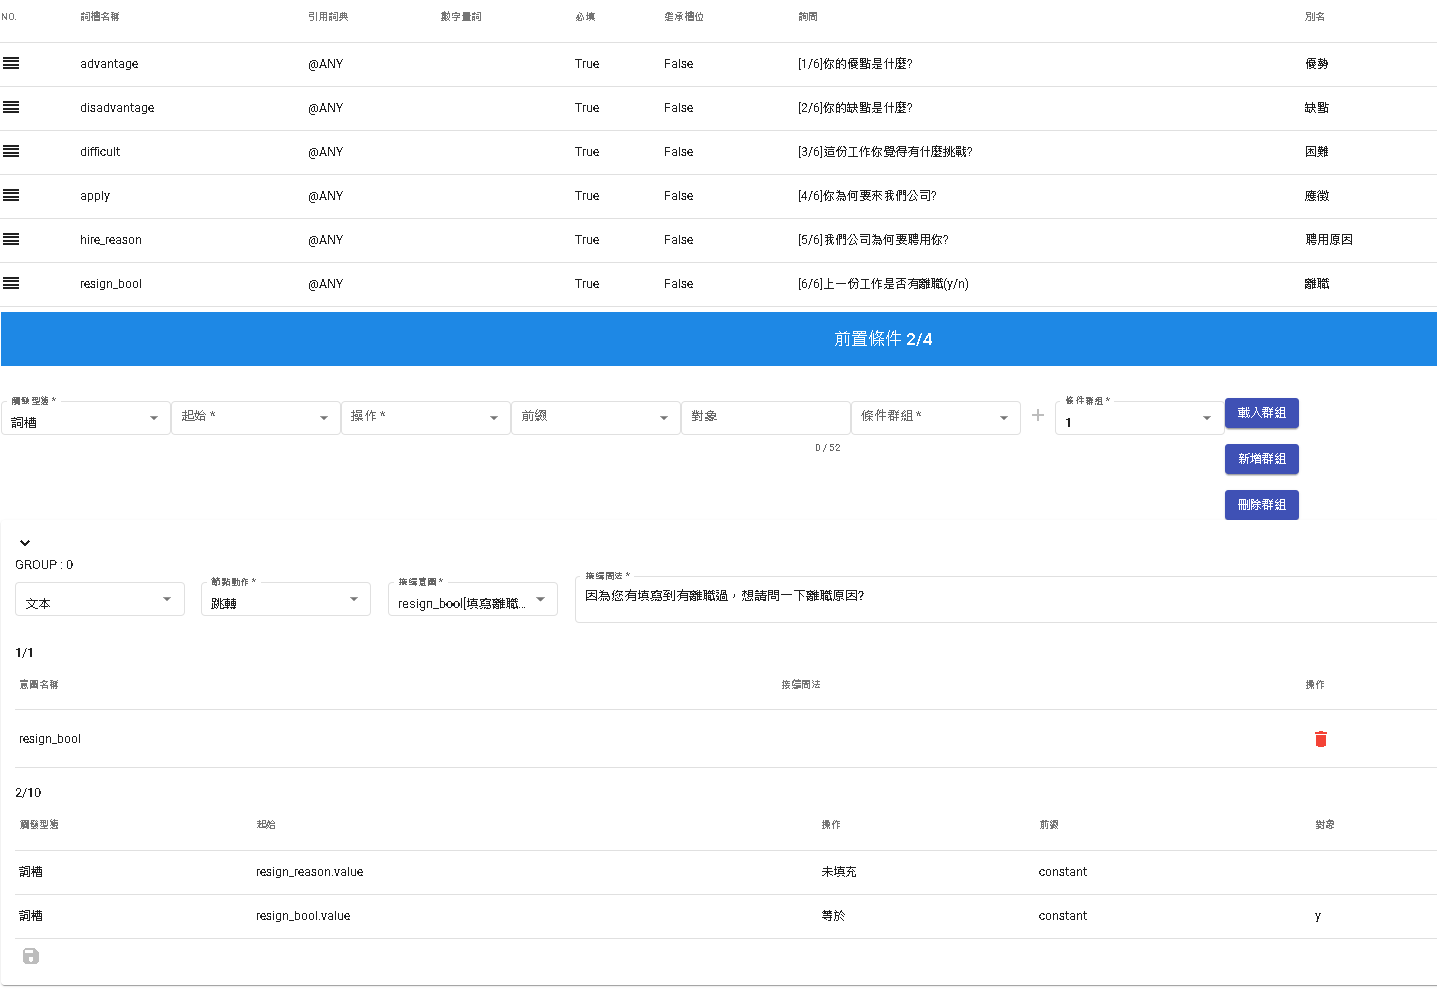 NO. 詞槽名稱 引用詞典 數字量詞 必填 繼承槽位 詢問 別名
advantage @ANY True False [1/6]你的優點是什麼? 優勢
disadvantage @ANY True False [2/6]你的缺點是什麼? 缺點
difficult @ANY True False [3/6]這份工作你覺得有什麼挑戰? 困難
apply @ANY True False [4/6]你為何要來我們公司? 應徵
hire_reason @ANY True False [5/6]我們公司為何要聘用你? 聘用原因
resign_bool @ANY True False [6/6]上一份工作是否有離職(y/n) 離職
前置條件 2/4
觸發型態 * 條件群組 *
詞槽 起始 * 操作 * 前綴 對象 條件群組 * 1 載入群組
0 / 52
新增群組
刪除群組
GROUP : 0
節點動作 * 接續意圖 * 接續問法 *
文本 跳轉 resign_bool[填寫離職... 因為您有填寫到有離職過，想請問一下離職原因?
1/1
意圖名稱 接續問法 操作
resign_bool
2/10
觸發型態 起始 操作 前綴 對象
詞槽 resign_reason.value 未填充 constant
詞槽 resign_bool.value 等於 constant y